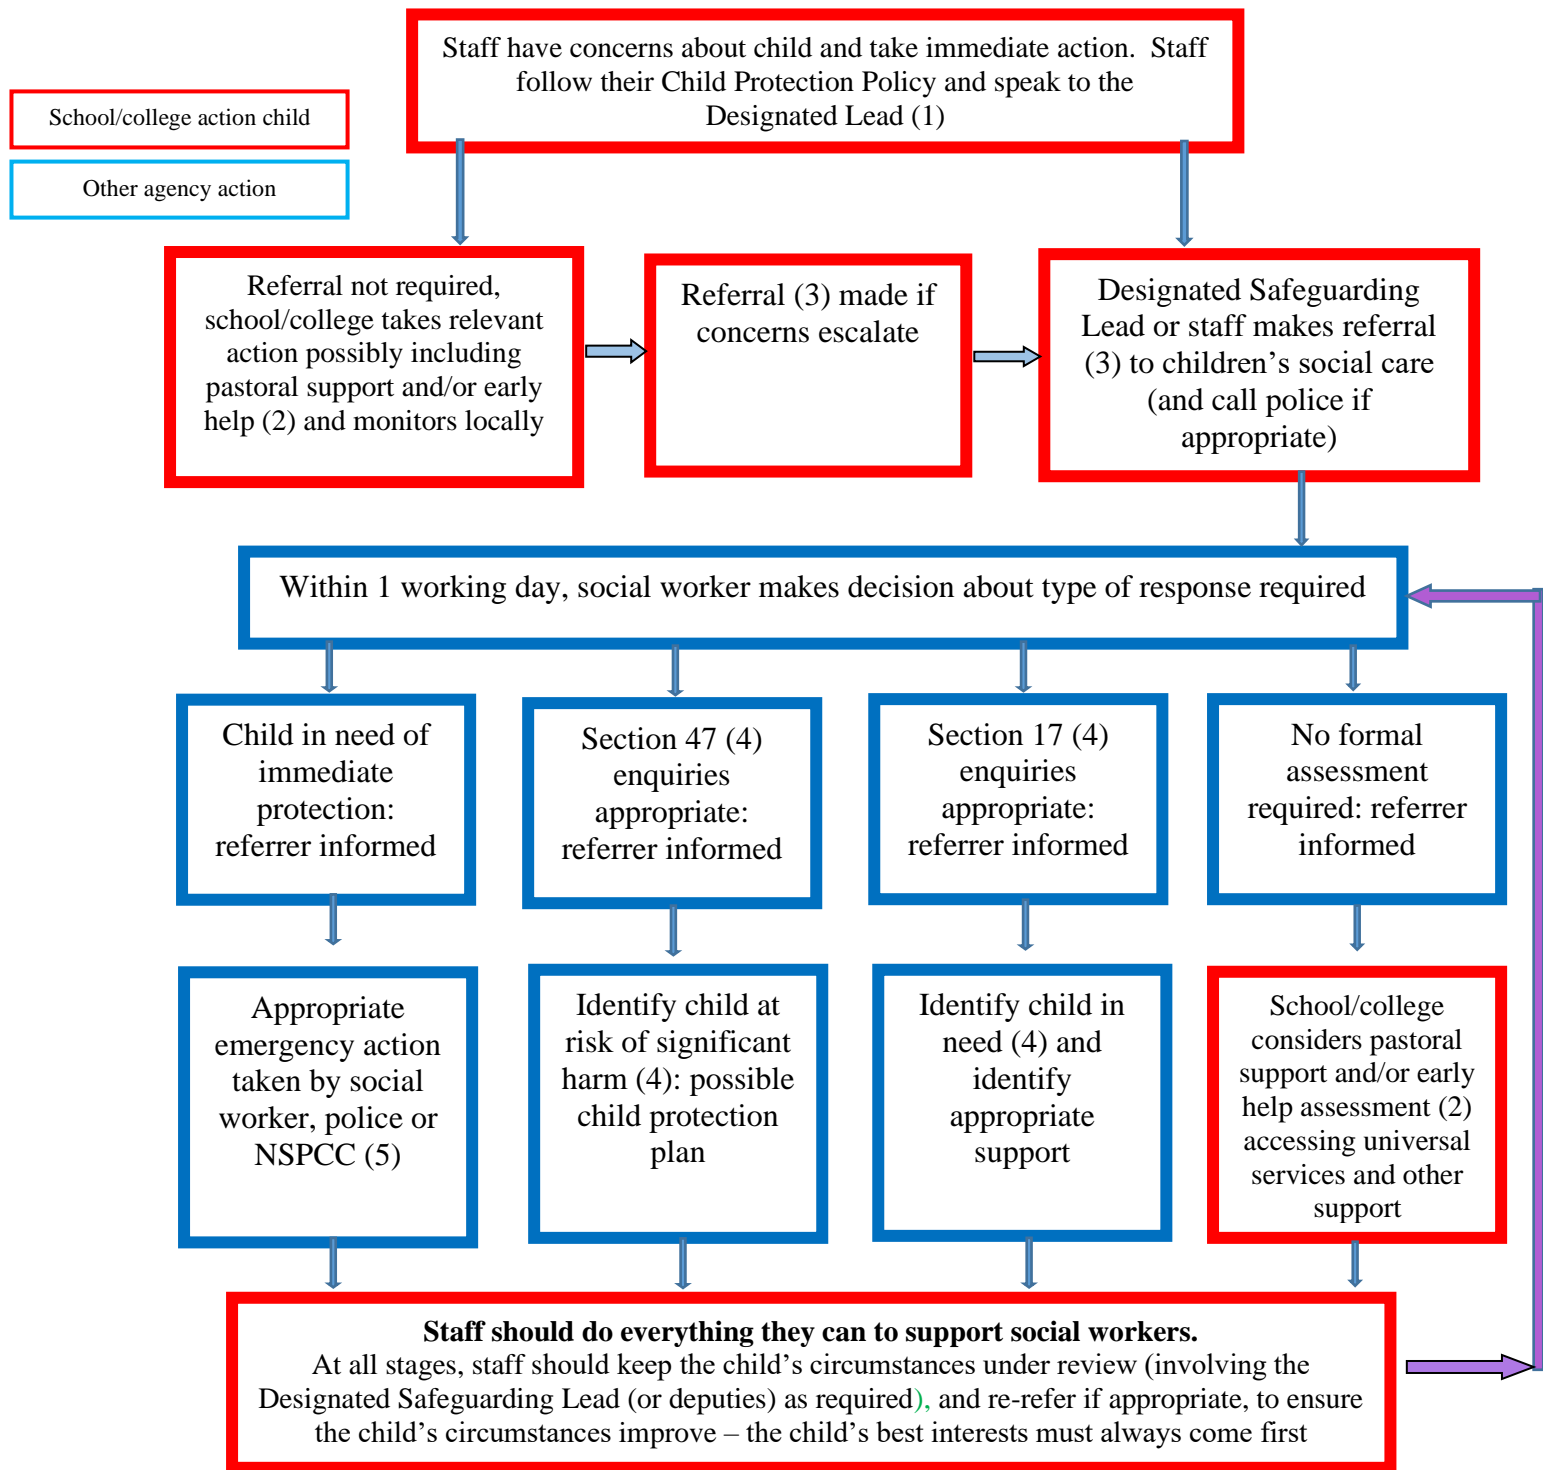 Staff have concerns about child and take immediate action.  Staff
follow their Child Protection Policy and speak to the
Designated Lead (1)
School/college action child
Other agency action
Referral not required,
school/college takes relevant
action possibly including
pastoral support and/or early
help (2) and monitors locally
Referral (3) made if
concerns escalate
Designated Safeguarding
Lead or staff makes referral
(3) to children’s social care
(and call police if
appropriate)
Within 1 working day, social worker makes decision about type of response required
Child in need of
immediate
protection:
referrer informed
Section 47 (4)
enquiries
appropriate:
referrer informed
Section 17 (4)
enquiries
appropriate:
referrer informed
No formal
assessment
required: referrer
informed
Appropriate
emergency action
taken by social
worker, police or
NSPCC (5)
Identify child at
risk of significant
harm (4): possible
child protection
plan
Identify child in
need (4) and
identify
appropriate
support
School/college
considers pastoral
support and/or early
help assessment (2)
accessing universal
services and other
support
Staff should do everything they can to support social workers.
At all stages, staff should keep the child’s circumstances under review (involving the
Designated Safeguarding Lead (or deputies) as required), and re-refer if appropriate, to ensure
the child’s circumstances improve – the child’s best interests must always come first